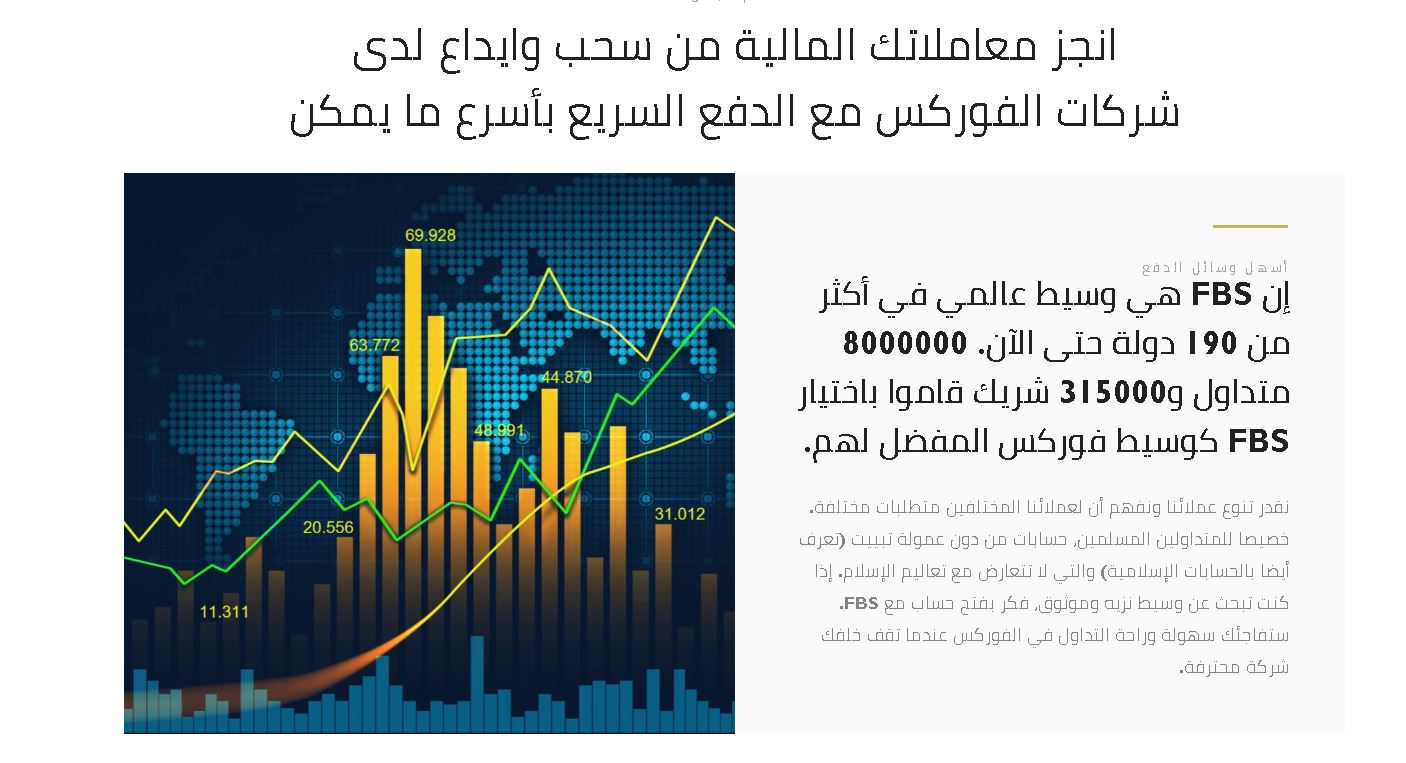 انجز معاملاتك المالية من سحب وايداع لدى
شركات الفوركس مع الدفع السريع بأسرع ما يمكن
أسهل وسائل الدفع
إن FBS هي وسيط عالمي في أكثر
من 190 دولة حتى الآن. 8000000
متداول و315000 شريك قاموا باختيار
FBS كوسيط فوركس المفضل لهم.
نقدر تنوع عملائنا ونفهم أن لعملائنا المختلفين متطلبات مختلفة.
خصيصا للمتداولين المسلمين، حسابات من دون عمولة تبييت (تعرف
أيضا بالحسابات الإسلامية) والتي لا تتعارض مع تعاليم الإسلام. إذا
كنت تبحث عن وسيط نزيه وموثوق، فكر بفتح حساب مع FBS.
ستفاجئك سهولة وراحة التداول في الفوركس عندما تقف خلفك
شركة محترفة.
69.928
63.772
44.870
48.991
20.556
31.012
11.311